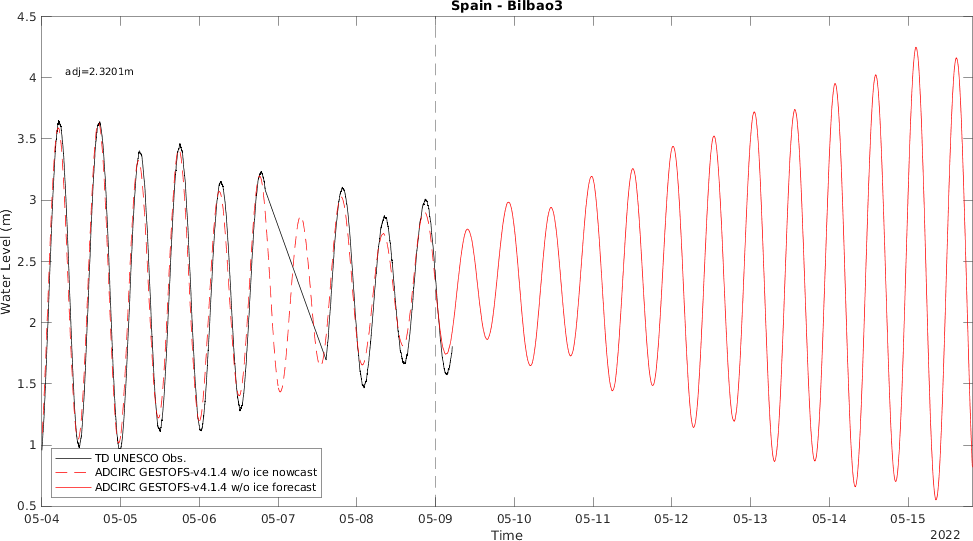 Spain - Bilbao3
adj=2.3201m
Water Level (m)
4.5
4
3.5
3
2.5
2
1.5
1
0.5
TD UNESCO Obs.
ADCIRC GESTOFS-v4.1.4 w/o ice nowcast
ADCIRC GESTOFS-v4.1.4 w/o ice forecast
05-04 05-05 05-06 05-07 05-08 05-09 05-10 05-11 05-12 05-13 05-14 05-15
Time
2022